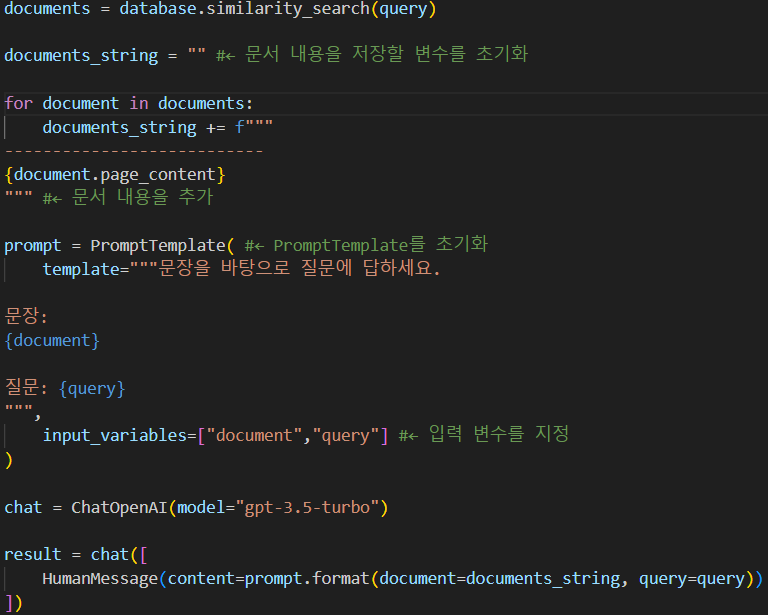 documents = database.similarity_search(query)
documents_string = "" #← 문서 내용을 저장할 변수를 초기화
for document in documents:
    documents_string += f"""
---------------------------
{document.page_content}
""" #← 문서 내용을 추가
prompt = PromptTemplate( #← PromptTemplate를 초기화
    template="""문장을 바탕으로 질문에 답하세요.
문장:
{document}
질문: {query}
""",
    input_variables=["document","query"] #← 입력 변수를 지정
)
chat = ChatOpenAI(model="gpt-3.5-turbo")
result = chat([
    HumanMessage(content=prompt.format(document=documents_string, query=query))
])